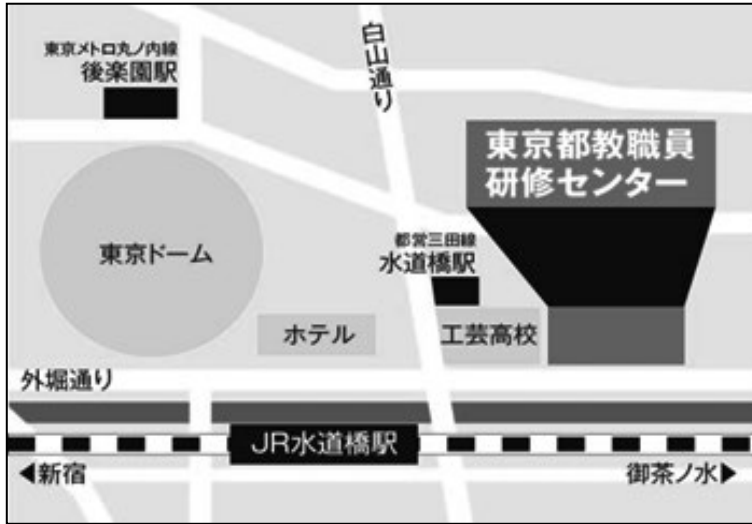 東京メトロ丸ノ内線
後楽園駅
白山通り
東京都教職員
研修センター
東京ドーム
都営三田線
水道橋駅
ホテル
工芸高校
外堀通り
JR水道橋駅
◀新宿
御茶ノ水▶